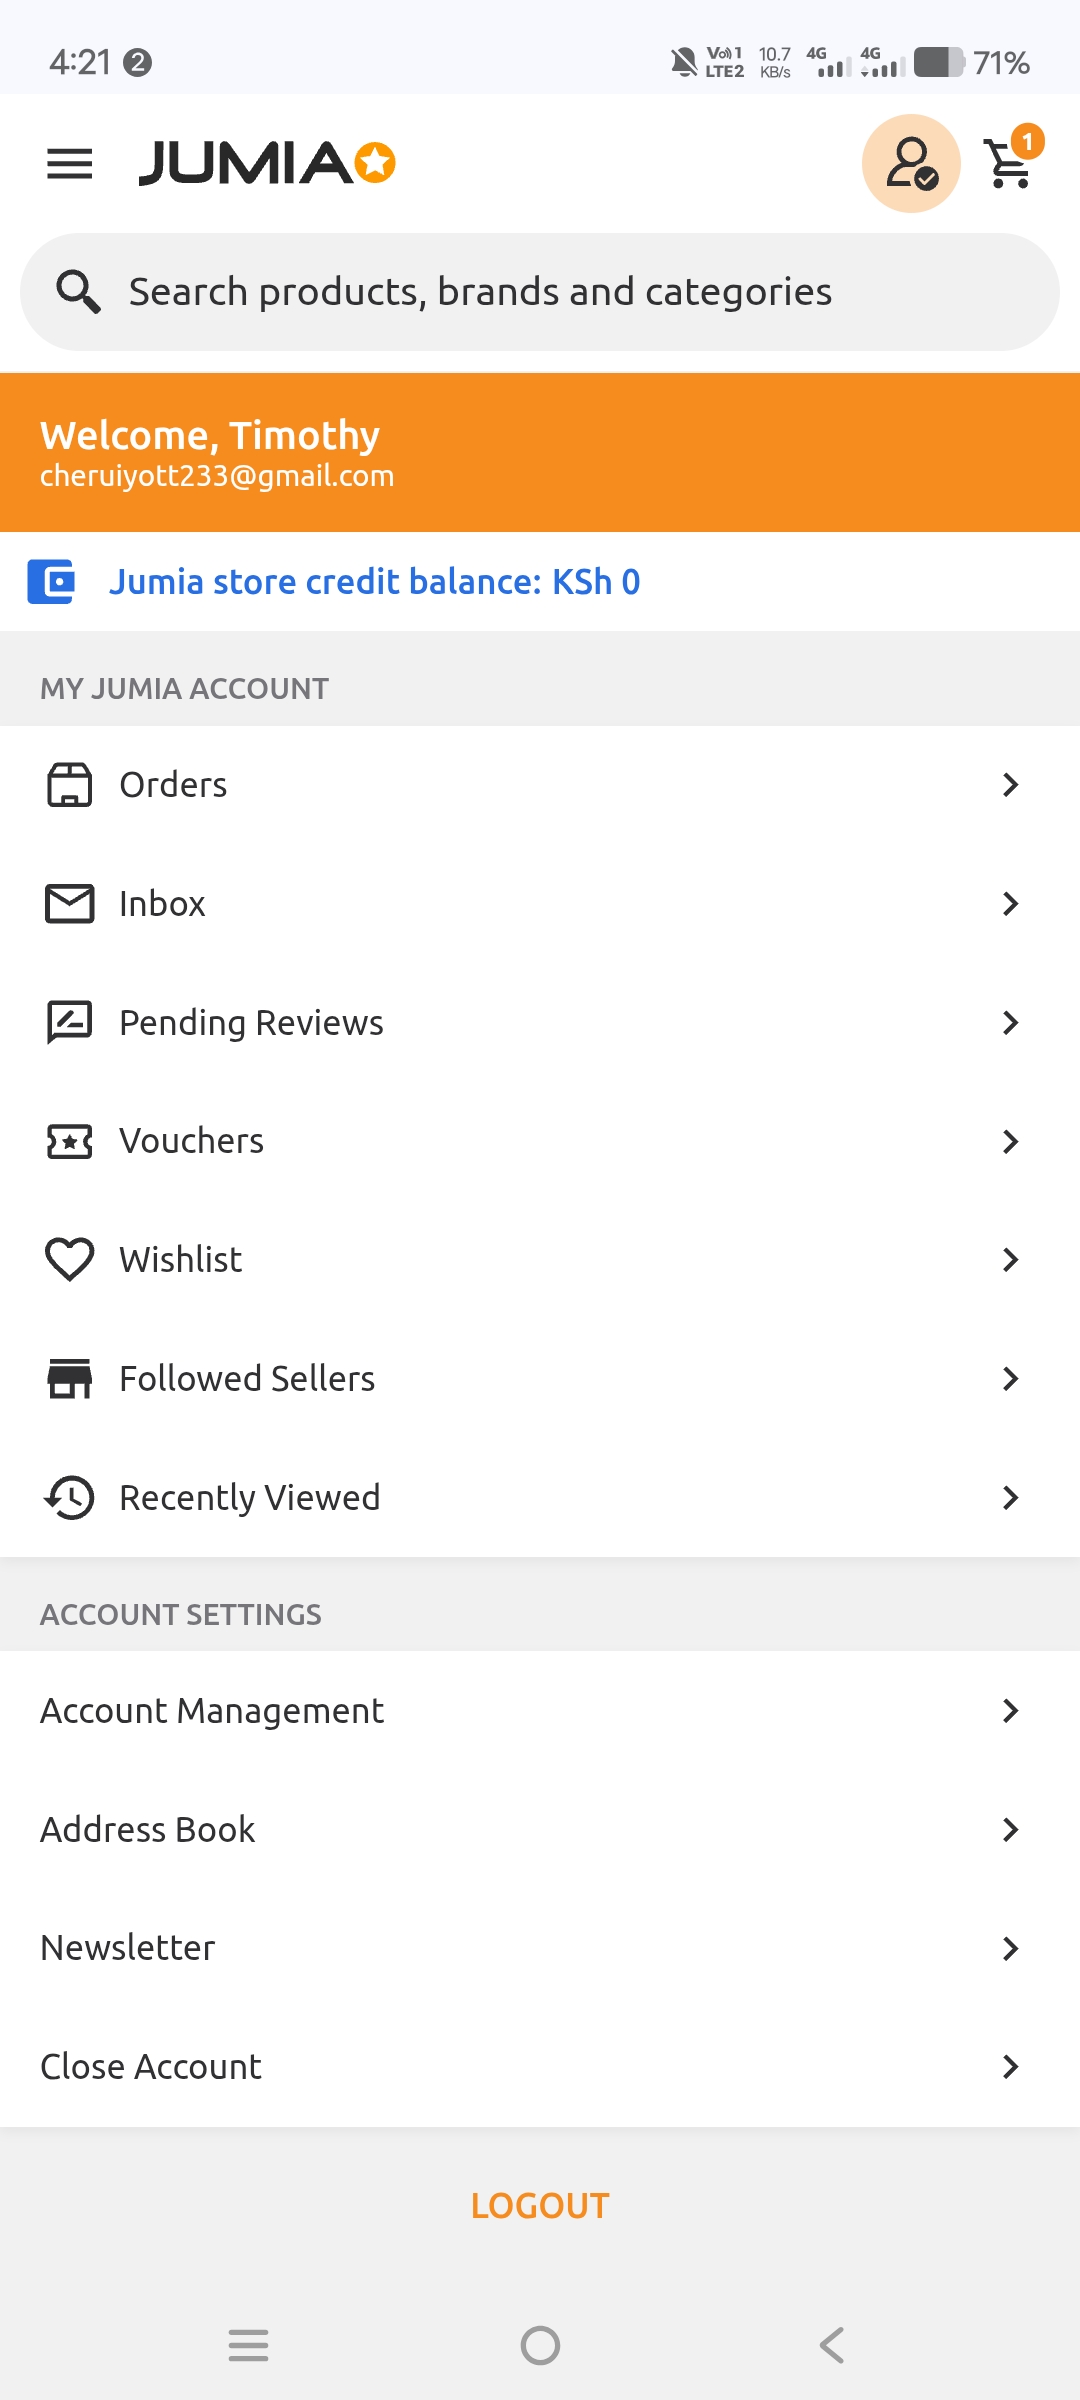 4:21 2 Vo) 1 LTE2 10.7 KB/s 4G 4G 71%
JUMIA 1
Search products, brands and categories
Welcome, Timothy
cheruiyott233@gmail.com
Jumia store credit balance: KSh 0
MY JUMIA ACCOUNT
Orders
Inbox
Pending Reviews
Vouchers
Wishlist
Followed Sellers
Recently Viewed
ACCOUNT SETTINGS
Account Management
Address Book
Newsletter
Close Account
LOGOUT